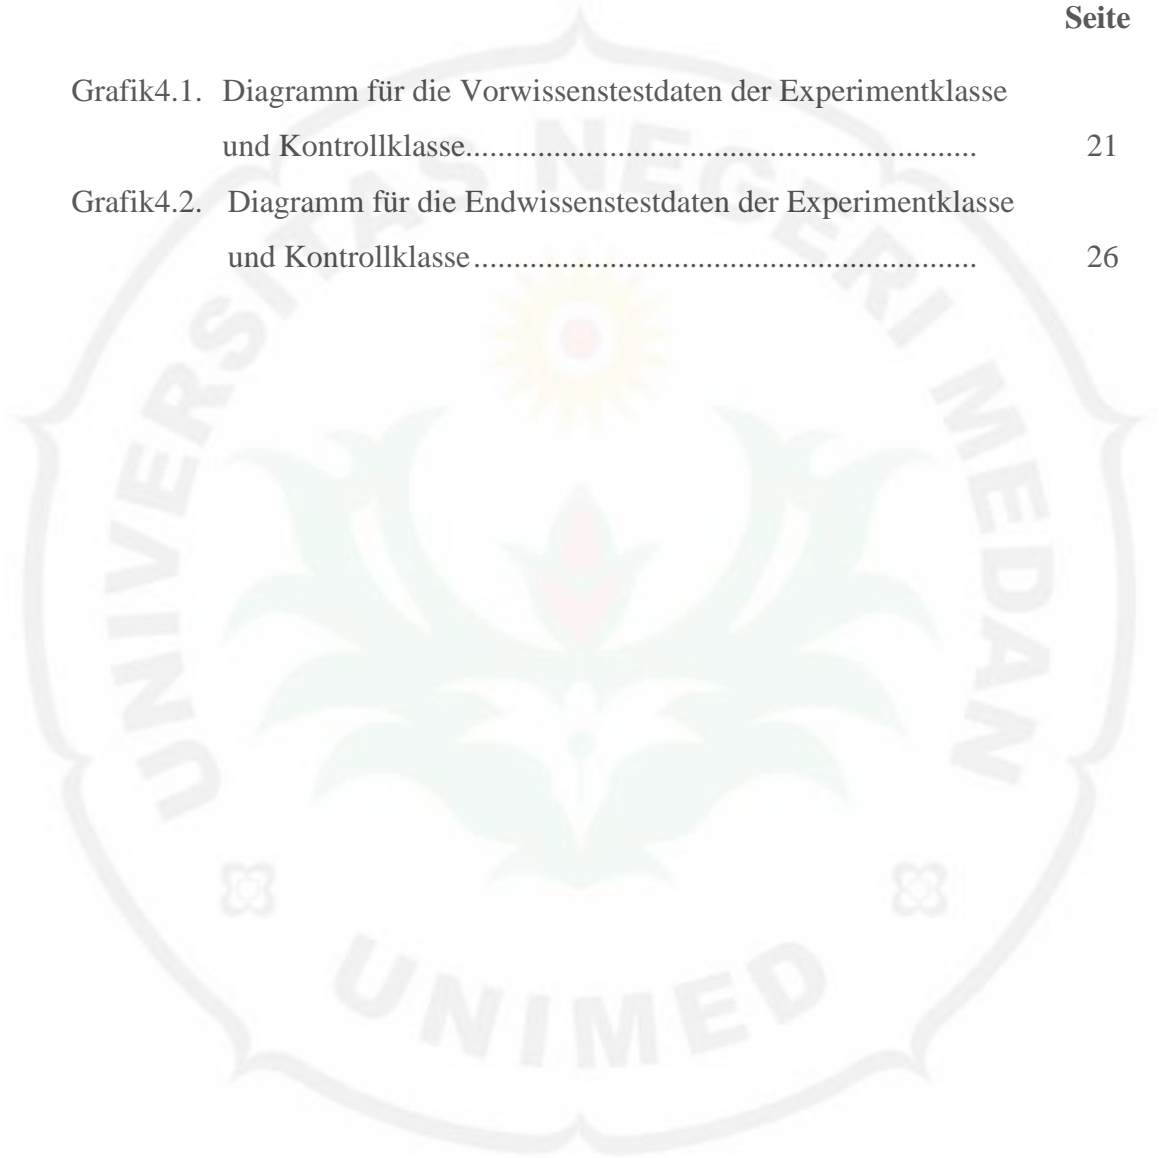 Seite
Grafik4.1. Diagramm für die Vorwissenstestdaten der Experimentklasse
und Kontrollklasse............................................................... 21
Grafik4.2. Diagramm für die Endwissenstestdaten der Experimentklasse
und Kontrollklasse.............................................................. 26
UNIVERSITAS NEGERI MEDAN
UNIMED